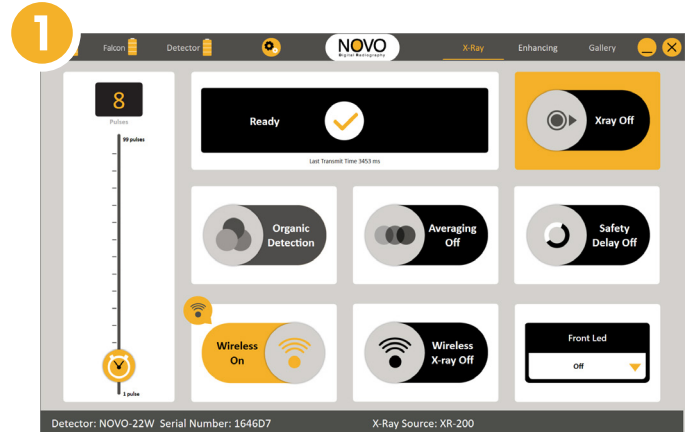 1
Falcon
Detector
NOVO
Digital Radiography
X-Ray
Enhancing
Gallery
8
Pulses
99 pulses
1 pulse
Ready
Last Transmit Time 3453 ms
Xray Off
Organic
Detection
Averaging
Off
Safety
Delay Off
Wireless
On
Wireless
X-ray Off
Front Led
Off
Detector: NOVO-22W Serial Number: 1646D7
X-Ray Source: XR-200